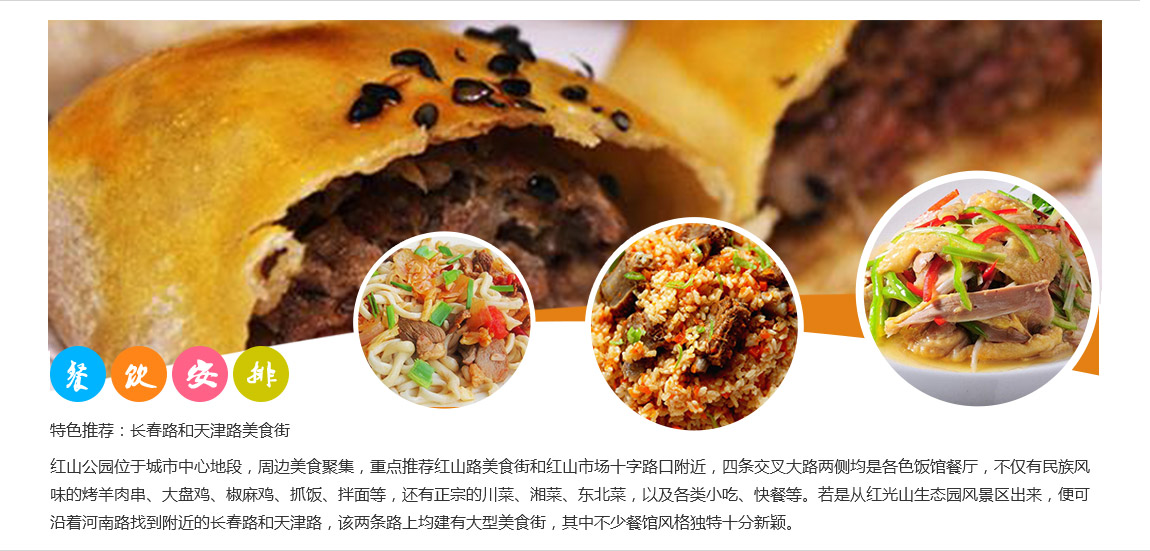 餐饮安排
特色推荐：长春路和天津路美食街
红山公园位于城市中心地段，周边美食聚集，重点推荐红山路美食街和红山市场十字路口附近，四条交叉大路两侧均是各色饭馆餐厅，不仅有民族风
味的烤羊肉串、大盘鸡、椒麻鸡、抓饭、拌面等，还有正宗的川菜、湘菜、东北菜，以及各类小吃、快餐等。若是从红光山生态园风景区出来，便可
沿着河南路找到附近的长春路和天津路，该两条路上均建有大型美食街，其中不少餐馆风格独特十分新颖。